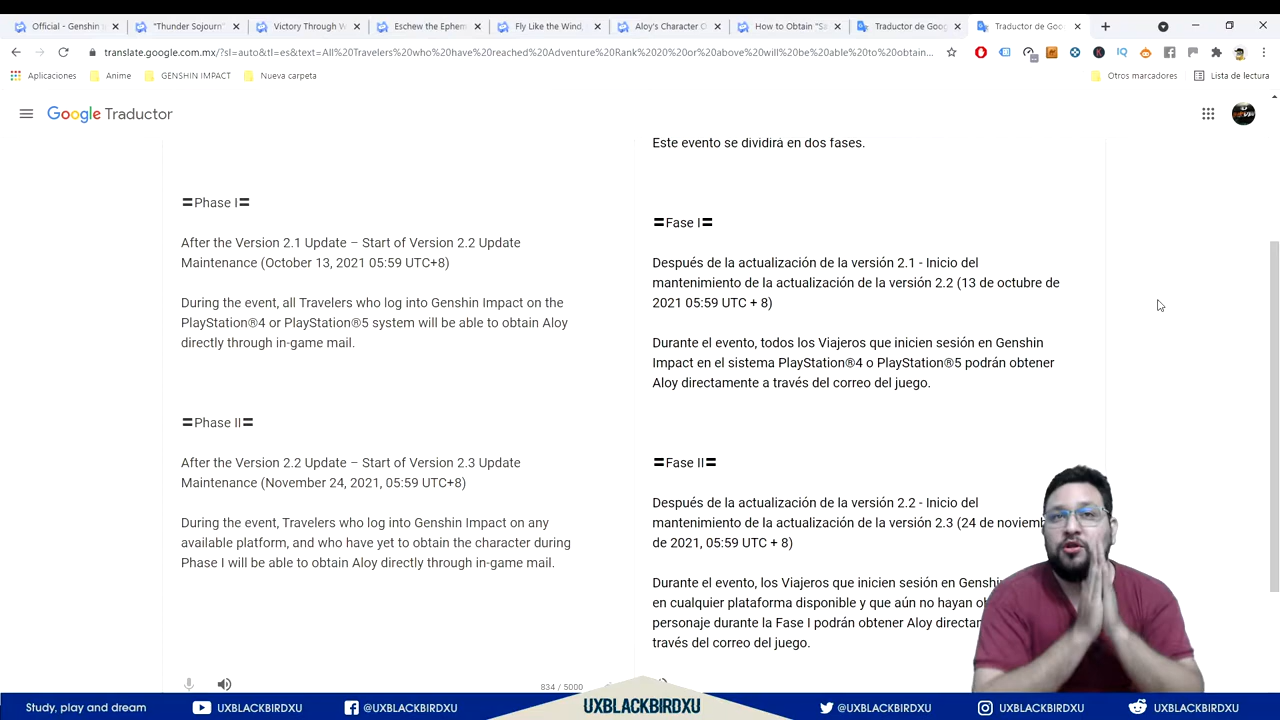 Official - Genshin I
"Thunder Sojourn"
Victory Through W
Eschew the Ephem
Fly Like the Wind,
Aloy's Character O
How to Obtain "Sa
Traductor de Goog
Traductor de Goo
translate.google.com.mx/?sl=auto&tl=es&text=All%20Travelers%20who%20have%20reached%20Adventure%20Rank%2020%20or%20above%20will%20be%20able%20to%20obtain...
Aplicaciones
Anime
GENSHIN IMPACT
Nueva carpeta
Otros marcadores
Lista de lectura
Google Traductor
Este evento se dividirá en dos fases.
〓Phase I〓
After the Version 2.1 Update – Start of Version 2.2 Update
Maintenance (October 13, 2021 05:59 UTC+8)
During the event, all Travelers who log into Genshin Impact on the
PlayStation®4 or PlayStation®5 system will be able to obtain Aloy
directly through in-game mail.
〓Phase II〓
After the Version 2.2 Update – Start of Version 2.3 Update
Maintenance (November 24, 2021, 05:59 UTC+8)
During the event, Travelers who log into Genshin Impact on any
available platform, and who have yet to obtain the character during
Phase I will be able to obtain Aloy directly through in-game mail.
834 / 5000
〓Fase I〓
Después de la actualización de la versión 2.1 - Inicio del
mantenimiento de la actualización de la versión 2.2 (13 de octubre de
2021 05:59 UTC + 8)
Durante el evento, todos los Viajeros que inicien sesión en Genshin
Impact en el sistema PlayStation®4 o PlayStation®5 podrán obtener
Aloy directamente a través del correo del juego.
〓Fase II〓
Después de la actualización de la versión 2.2 - Inicio del
mantenimiento de la actualización de la versión 2.3 (24 de noviemb
de 2021, 05:59 UTC + 8)
Durante el evento, los Viajeros que inicien sesión en Genshin
en cualquier plataforma disponible y que aún no hayan ob
personaje durante la Fase I podrán obtener Aloy directan
través del correo del juego.
Study, play and dream
UXBLACKBIRDXU
@UXBLACKBIRDXU
UXBLACKBIRDXU
@UXBLACKBIRDXU
UXBLACKBIRDXU
UXBLACKBIRDXU